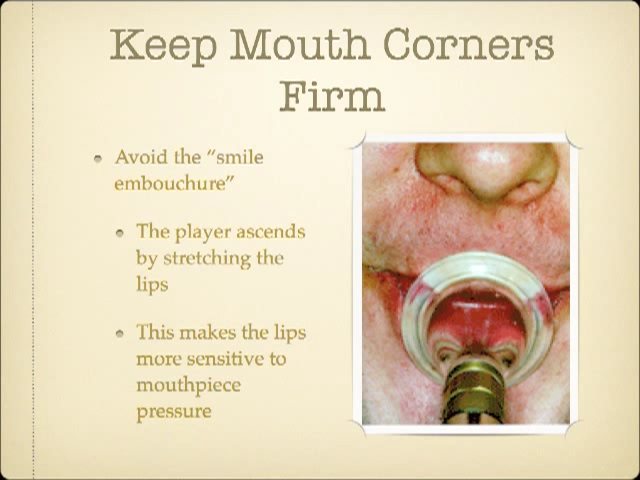 Keep Mouth Corners
Firm
Avoid the “smile
embouchure”
The player ascends
by stretching the
lips
This makes the lips
more sensitive to
mouthpiece
pressure